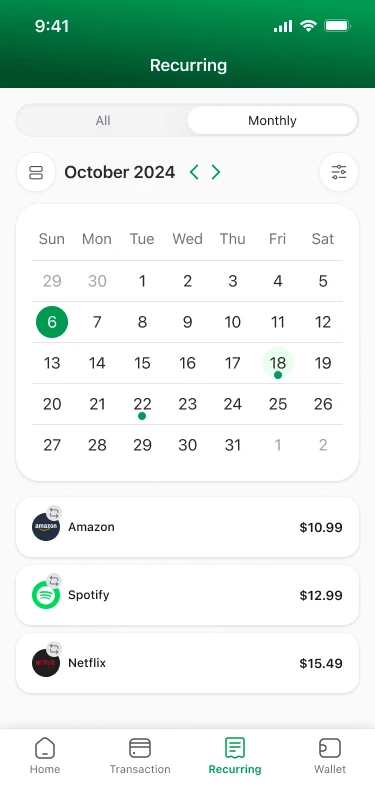 9:41
Recurring
All Monthly
October 2024
Sun Mon Tue Wed Thu Fri Sat
29 30 1 2 3 4 5
6 7 8 9 10 11 12
13 14 15 16 17 18 19
20 21 22 23 24 25 26
27 28 29 30 31 1 2
amazon Amazon $10.99
Spotify $12.99
NETFLIX Netflix $15.49
Home Transaction Recurring Wallet